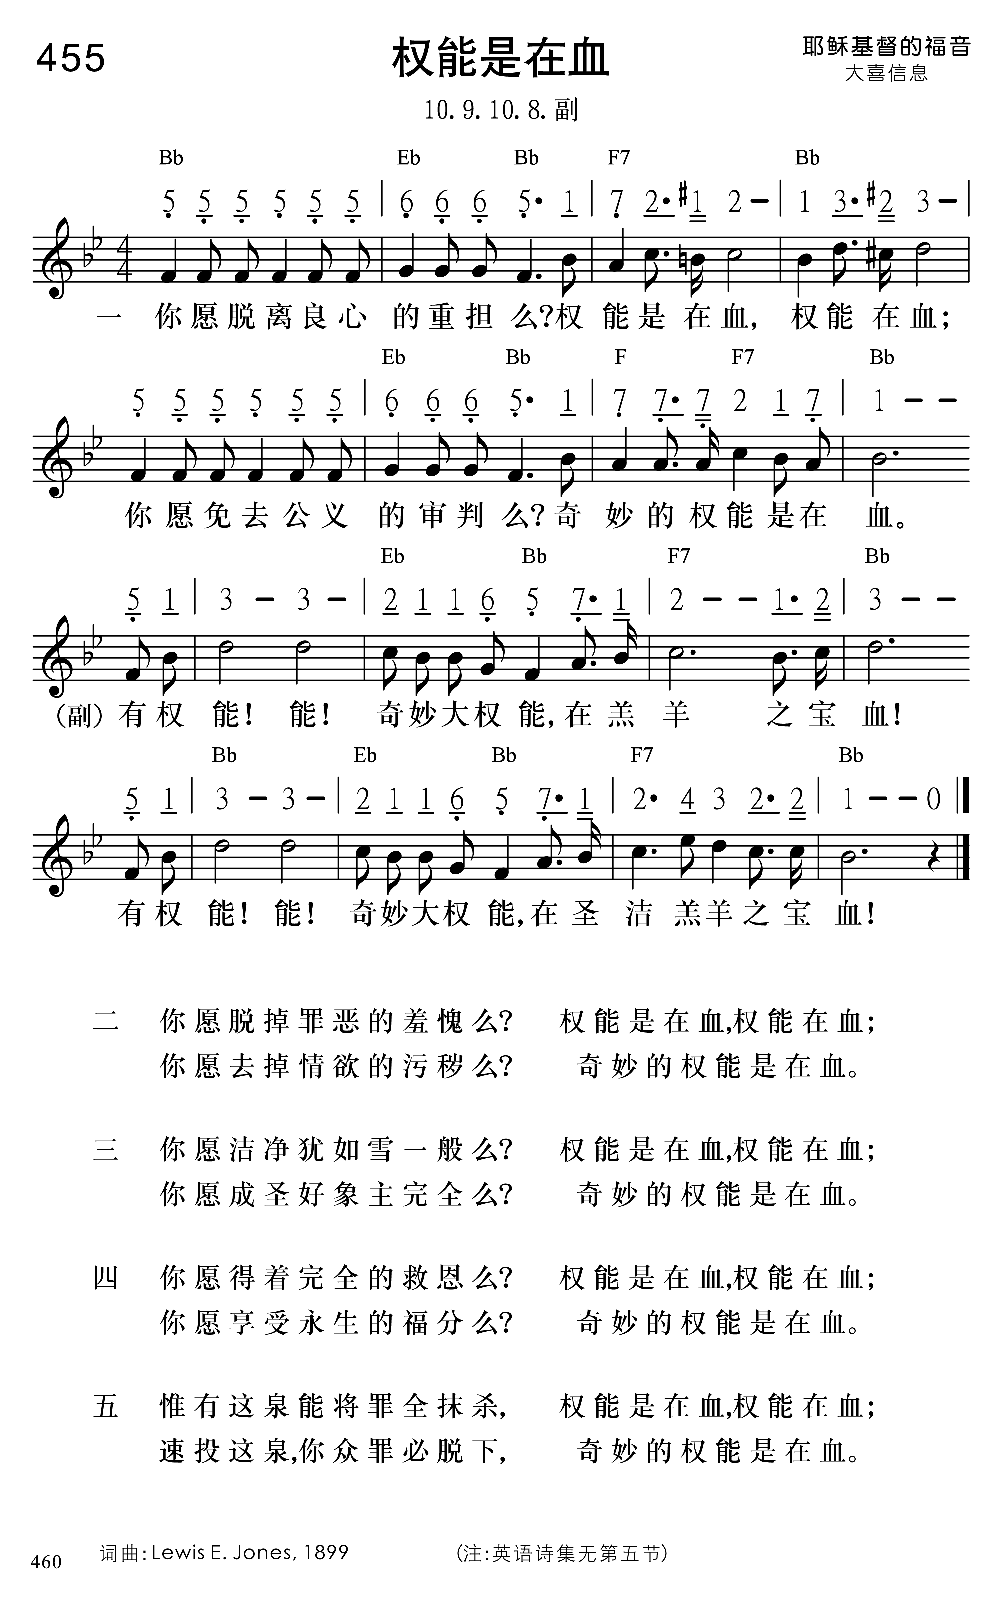 455
权能是在血
耶稣基督的福音
大喜信息
10. 9. 10. 8. 副
Bb Eb Bb F7 Bb
5 5 5 5 5 5 | 6 6 6 5· 1 | 7 2· #1 2 – | 1 3· #2 3 – |
4 4
一 你愿脱离良心 的重担么?权 能是 在血, 权能 在血;
Eb Bb F F7 Bb
5 5 5 5 5 5 | 6 6 6 5· 1 | 7 7· 7 2 1 7 | 1 – –
你愿免去公义 的审判么?奇 妙的权能是在 血。
Eb Bb F7 Bb
5 1 | 3 – 3 – | 2 1 1 6 5 7· 1 | 2 – – 1· 2 | 3 – –
(副) 有权 能! 能! 奇妙大权能,在羔 羊 之宝 血!
Bb Eb Bb F7 Bb
5 1 | 3 – 3 – | 2 1 1 6 5 7· 1 | 2· 4 3 2· 2 | 1 – – 0
有权 能! 能! 奇妙大权能,在圣 洁羔羊之宝 血!
二 你愿脱掉罪恶的羞愧么? 权能是在血,权能在血;
你愿去掉情欲的污秽么? 奇妙的权能是在血。
三 你愿洁净犹如雪一般么? 权能是在血,权能在血;
你愿成圣好象主完全么? 奇妙的权能是在血。
四 你愿得着完全的救恩么? 权能是在血,权能在血;
你愿享受永生的福分么? 奇妙的权能是在血。
五 惟有这泉能将罪全抹杀, 权能是在血,权能在血;
速投这泉,你众罪必脱下, 奇妙的权能是在血。
460 词曲: Lewis E. Jones, 1899 (注:英语诗集无第五节)